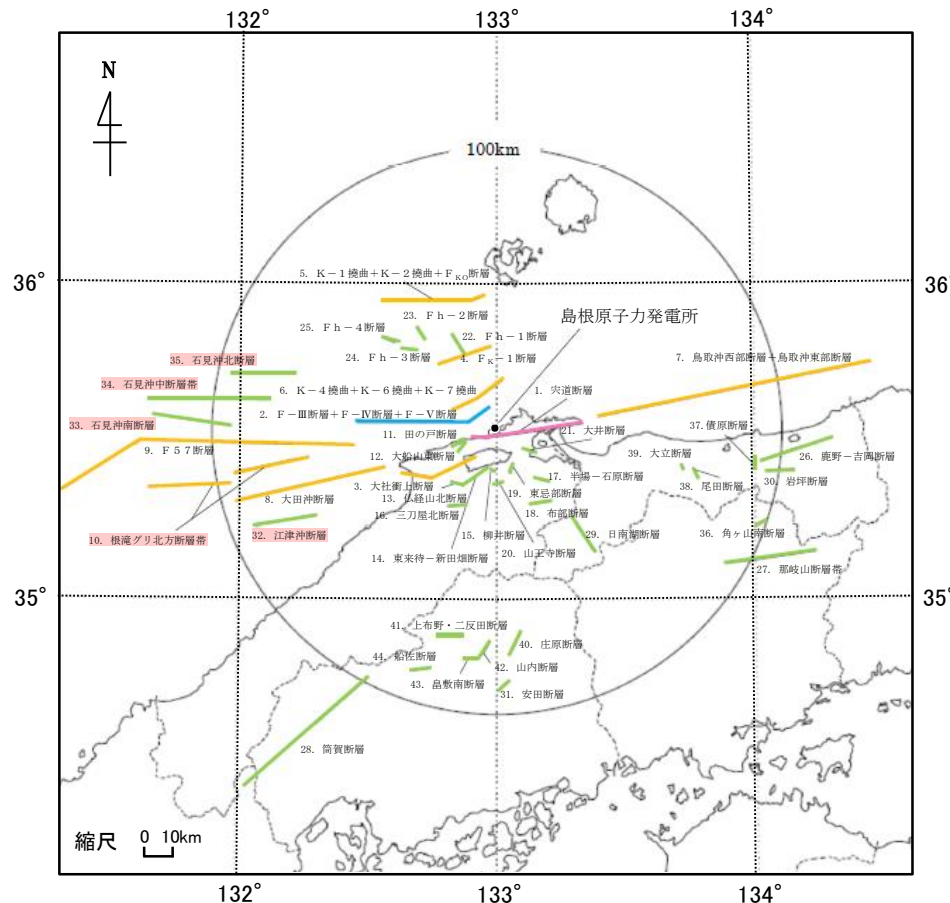 132°
133°
134°
N
100km
36°
36°
5. K－1撓曲＋K－2撓曲＋FKO断層
23. Fh－2断層
25. Fh－4断層
22. Fh－1断層
島根原子力発電所
24. Fh－3断層
4. FK－1断層
7. 鳥取沖西部断層＋鳥取沖東部断層
35. 石見沖北断層
34. 石見沖中断層帯
6. K－4撓曲＋K－6撓曲＋K－7撓曲
1. 宍道断層
2. F－Ⅲ断層＋F－Ⅳ断層＋F－Ⅴ断層
33. 石見沖南断層
37. 債原断層
11. 田の戸断層
21. 大井断層
9. F57断層
12. 大船山東断層
39. 大立断層
26. 鹿野－吉岡断層
17. 半場－石原断層
30. 岩坪断層
3. 大社衝上断層
19. 東忌部断層
38. 尾田断層
8. 大田沖断層
13. 仏経山北断層
18. 布部断層
16. 三刀屋北断層
36. 角ヶ山南断層
10. 根滝グリ北方断層帯
32. 江津沖断層
15. 柳井断層
29. 日南湖断層
20. 山王寺断層
14. 東来待－新田畑断層
27. 那岐山断層帯
35°
35°
41. 上布野・二反田断層
40. 庄原断層
44. 船佐断層
42. 山内断層
43. 畠敷南断層
31. 安田断層
28. 筒賀断層
縮尺 0 10km
132°
133°
134°